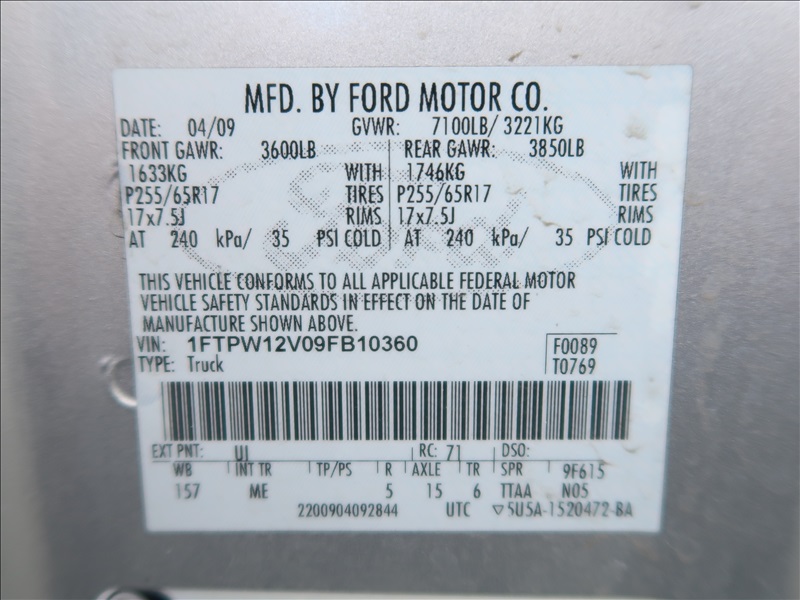 MFD. BY FORD MOTOR CO.
DATE: 04/09 GVWR: 7100LB/ 3221KG
FRONT GAWR: 3600LB REAR GAWR: 3850LB
1633KG WITH 1746KG WITH
P255/65R17 TIRES P255/65R17 TIRES
17x7.5J RIMS 17x7.5J RIMS
AT 240 kPa/ 35 PSI COLD AT 240 kPa/ 35 PSI COLD
THIS VEHICLE CONFORMS TO ALL APPLICABLE FEDERAL MOTOR
VEHICLE SAFETY STANDARDS IN EFFECT ON THE DATE OF
MANUFACTURE SHOWN ABOVE.
VIN: 1FTPW12V09FB10360 F0089
TYPE: Truck T0769
EXT PNT: UI RC: 71 DSO:
WB INT TR TP/PS R AXLE TR SPR 9F615
157 ME 5 15 6 TTAA N05
2200904092844 UTC ▽5U5A-1520472-BA